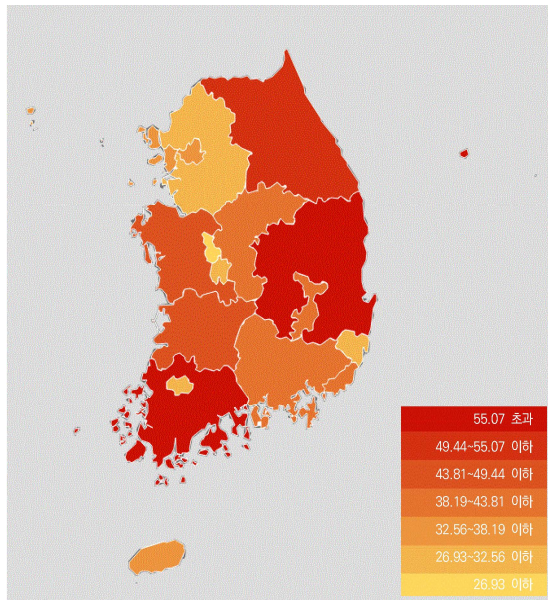 55.07 초과
49.44~55.07 이하
43.81~49.44 이하
38.19~43.81 이하
32.56~38.19 이하
26.93~32.56 이하
26.93 이하